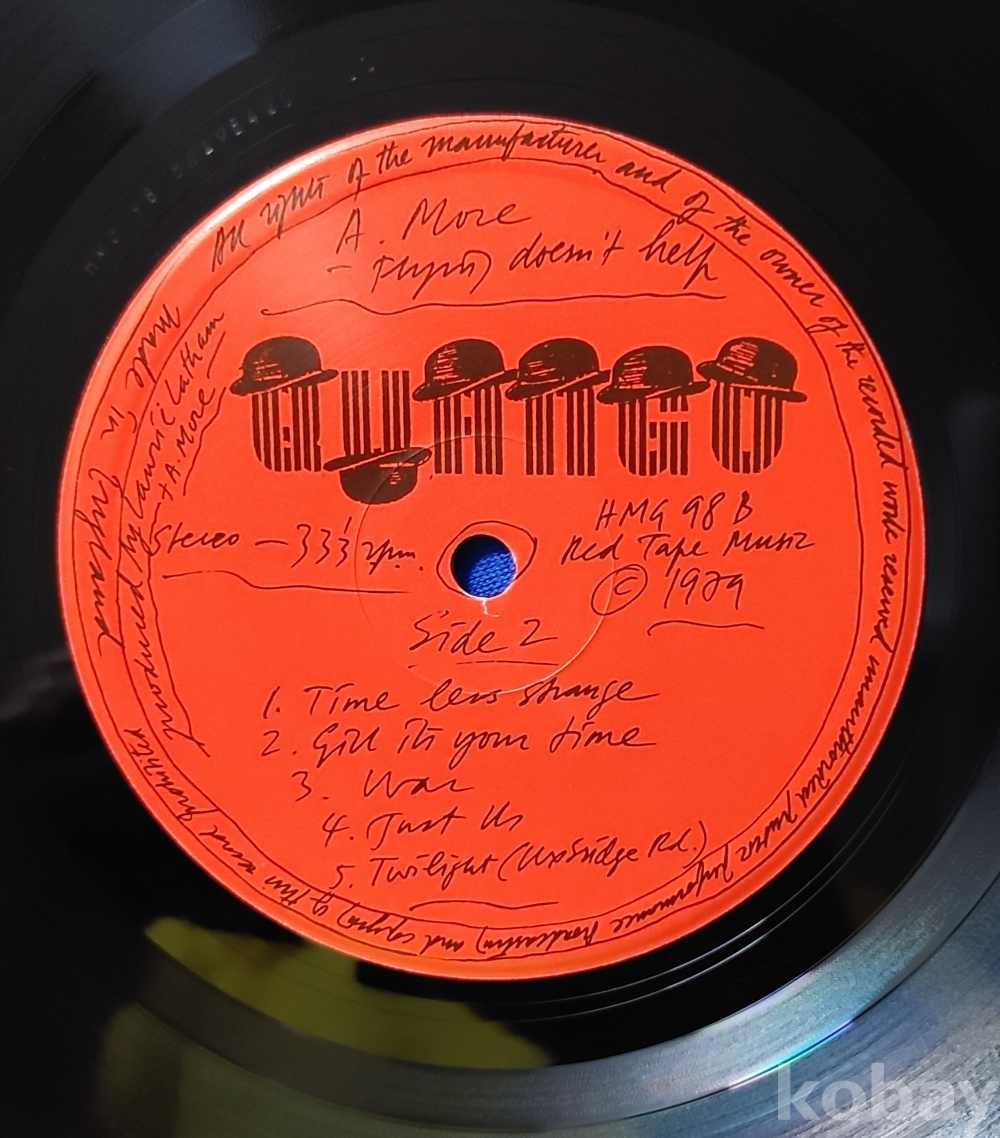 All rights of the manufacturer and of the owner of the recorded work reserved unauthorised public performance broadcasting and copying of this record prohibited
made in England
A. More
- Flying doesn't help
produced by Laurie Latham
+ A. More
QUANGO
Stereo - 33⅓ rpm.
HMG 98 B
Red Tape Music
© 1979
Side 2
1. Time less strange
2. Girl it's your time
3. War
4. Just Us
5. Twilight (Uxbridge Rd.)
kobay